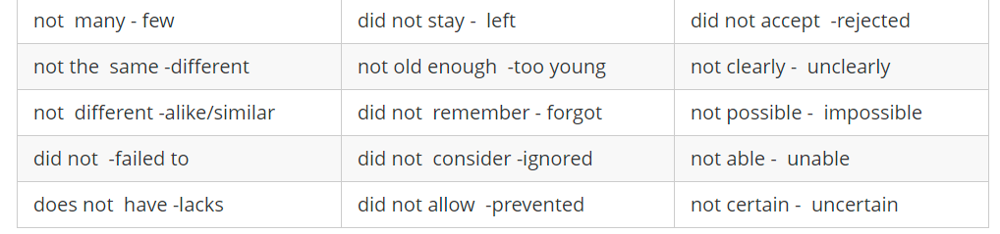 not many - few did not stay - left did not accept -rejected
not the same -different not old enough -too young not clearly - unclearly
not different -alike/similar did not remember - forgot not possible - impossible
did not -failed to did not consider -ignored not able - unable
does not have -lacks did not allow -prevented not certain - uncertain